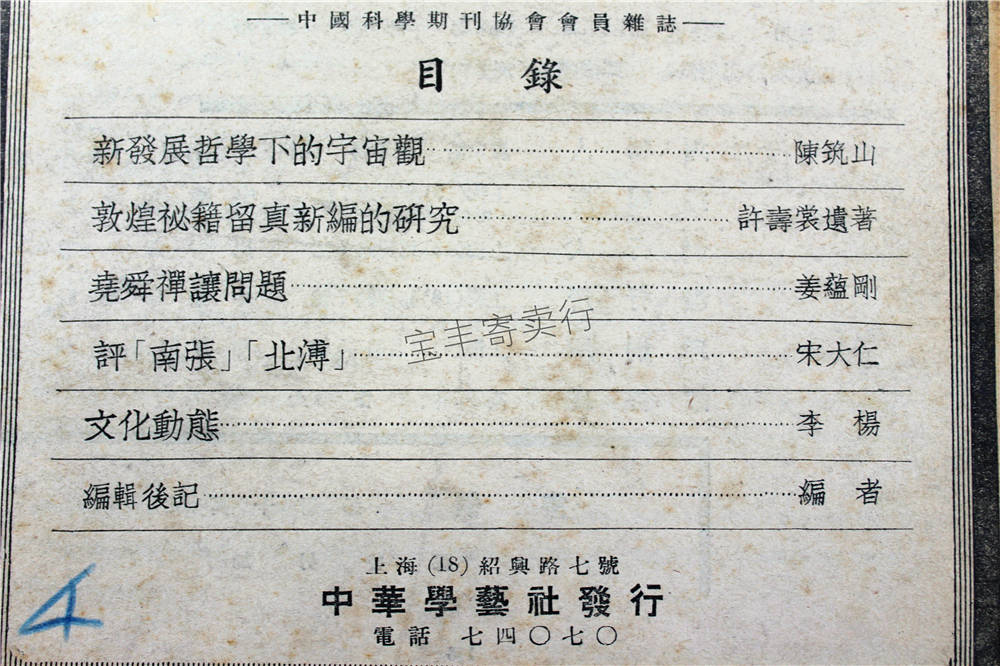 中國科學期刊協會會員雜誌
目錄
新發展哲學下的宇宙觀 陳筑山
敦煌祕籍留真新編的研究 許壽裳遺著
堯舜禪讓問題 姜蘊剛
評「南張」「北溥」 宋大仁
宝丰寄卖行
文化動態 李楊
編輯後記 編者
上海(18)紹興路七號
中華學藝社發行
電話 七四〇七〇